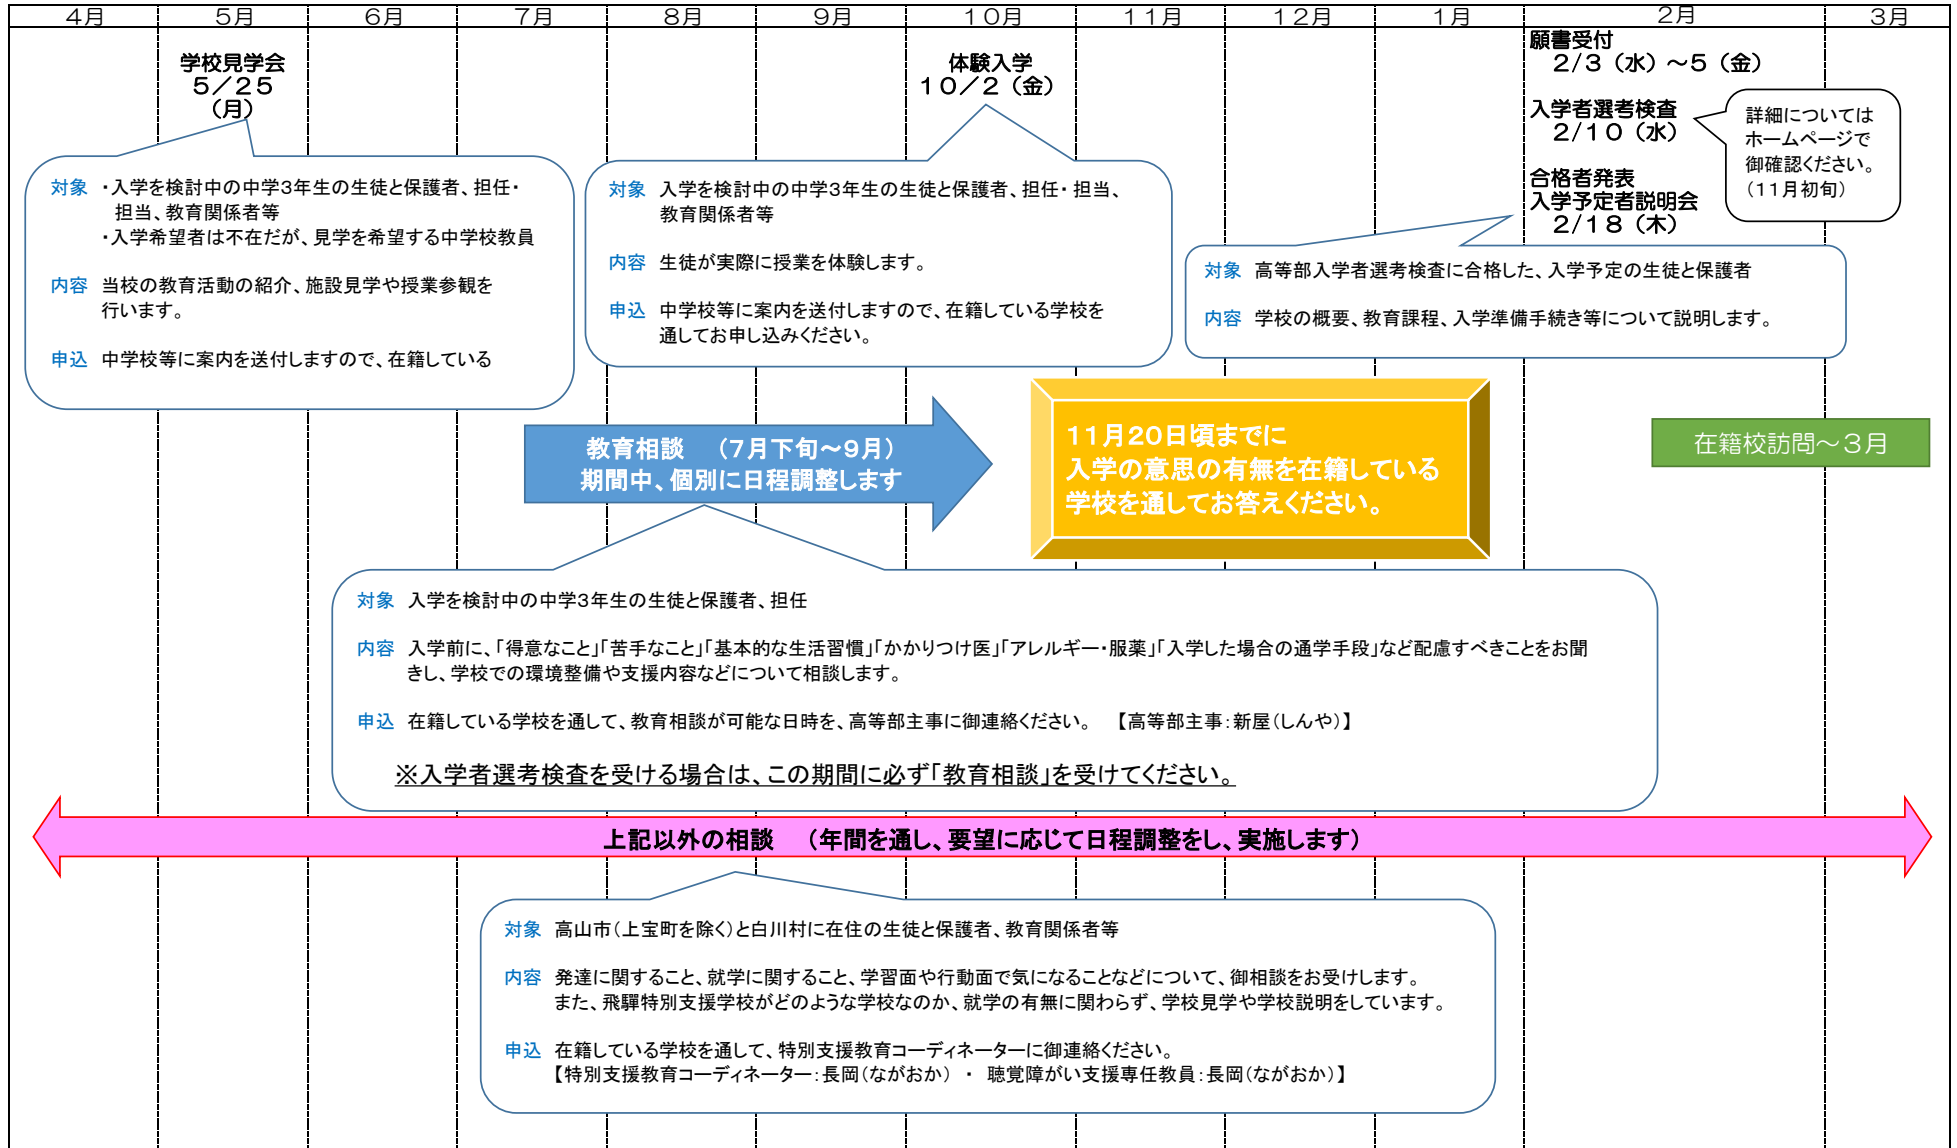 4月 5月 6月 7月 8月 9月 10月 11月 12月 1月 2月 3月
学校見学会
5/25
(月)
体験入学
10/2(金)
願書受付
2/3(水)~5(金)
入学者選考検査
2/10(水)
合格者発表
入学予定者説明会
2/18(木)
詳細については
ホームページで
御確認ください。
(11月初旬)
対象 ・入学を検討中の中学3年生の生徒と保護者、担任・
担当、教育関係者等
・入学希望者は不在だが、見学を希望する中学校教員
内容 当校の教育活動の紹介、施設見学や授業参観を
行います。
申込 中学校等に案内を送付しますので、在籍している
対象 入学を検討中の中学3年生の生徒と保護者、担任・担当、
教育関係者等
内容 生徒が実際に授業を体験します。
申込 中学校等に案内を送付しますので、在籍している学校を
通してお申し込みください。
対象 高等部入学者選考検査に合格した、入学予定の生徒と保護者
内容 学校の概要、教育課程、入学準備手続き等について説明します。
教育相談 (7月下旬~9月)
期間中、個別に日程調整します
11月20日頃までに
入学の意思の有無を在籍している
学校を通してお答えください。
在籍校訪問~3月
対象 入学を検討中の中学3年生の生徒と保護者、担任
内容 入学前に、「得意なこと」「苦手なこと」「基本的な生活習慣」「かかりつけ医」「アレルギー・服薬」「入学した場合の通学手段」など配慮すべきことをお聞
きし、学校での環境整備や支援内容などについて相談します。
申込 在籍している学校を通して、教育相談が可能な日時を、高等部主事に御連絡ください。 【高等部主事:新屋(しんや)】
※入学者選考検査を受ける場合は、この期間に必ず「教育相談」を受けてください。
上記以外の相談 (年間を通し、要望に応じて日程調整をし、実施します)
対象 高山市(上宝町を除く)と白川村に在住の生徒と保護者、教育関係者等
内容 発達に関すること、就学に関すること、学習面や行動面で気になることなどについて、御相談をお受けします。
また、飛騨特別支援学校がどのような学校なのか、就学の有無に関わらず、学校見学や学校説明をしています。
申込 在籍している学校を通して、特別支援教育コーディネーターに御連絡ください。
【特別支援教育コーディネーター:長岡(ながおか) ・ 聴覚障がい支援専任教員:長岡(ながおか)】